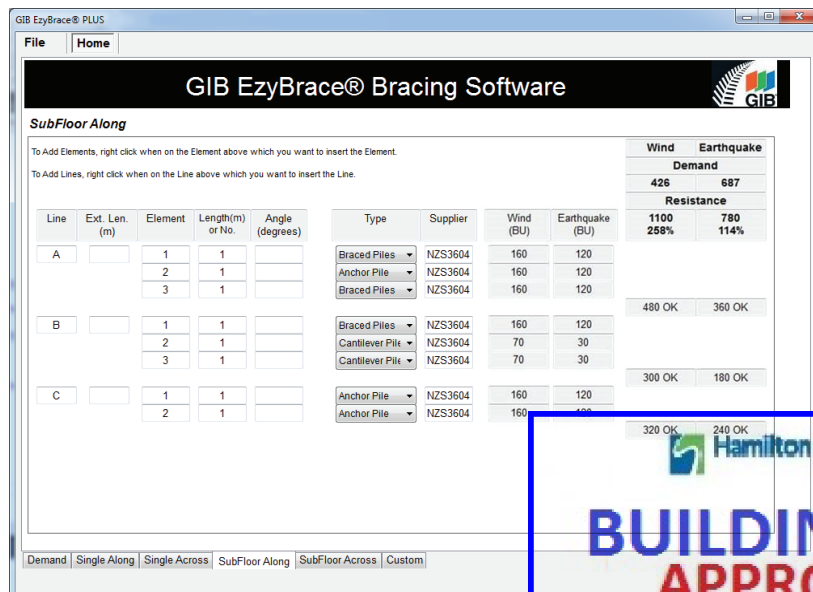 GIB EzyBrace® PLUS
File Home
GIB EzyBrace® Bracing Software
GIB
SubFloor Along
To Add Elements, right click when on the Element above which you want to insert the Element.
To Add Lines, right click when on the Line above which you want to insert the Line.
Wind Earthquake
Demand
426 687
Resistance
1100 780
258% 114%
Line Ext. Len. (m) Element Length(m) or No. Angle (degrees) Type Supplier Wind (BU) Earthquake (BU)
A 1 1 Braced Piles NZS3604 160 120
2 1 Anchor Pile NZS3604 160 120
3 1 Braced Piles NZS3604 160 120
480 OK 360 OK
B 1 1 Braced Piles NZS3604 160 120
2 1 Cantilever Pile NZS3604 70 30
3 1 Cantilever Pile NZS3604 70 30
300 OK 180 OK
C 1 1 Anchor Pile NZS3604 160 120
2 1 Anchor Pile NZS3604 160 120
320 OK 240 OK
Hamilton
BUILDIN
APPRO
Demand Single Along Single Across SubFloor Along SubFloor Across Custom